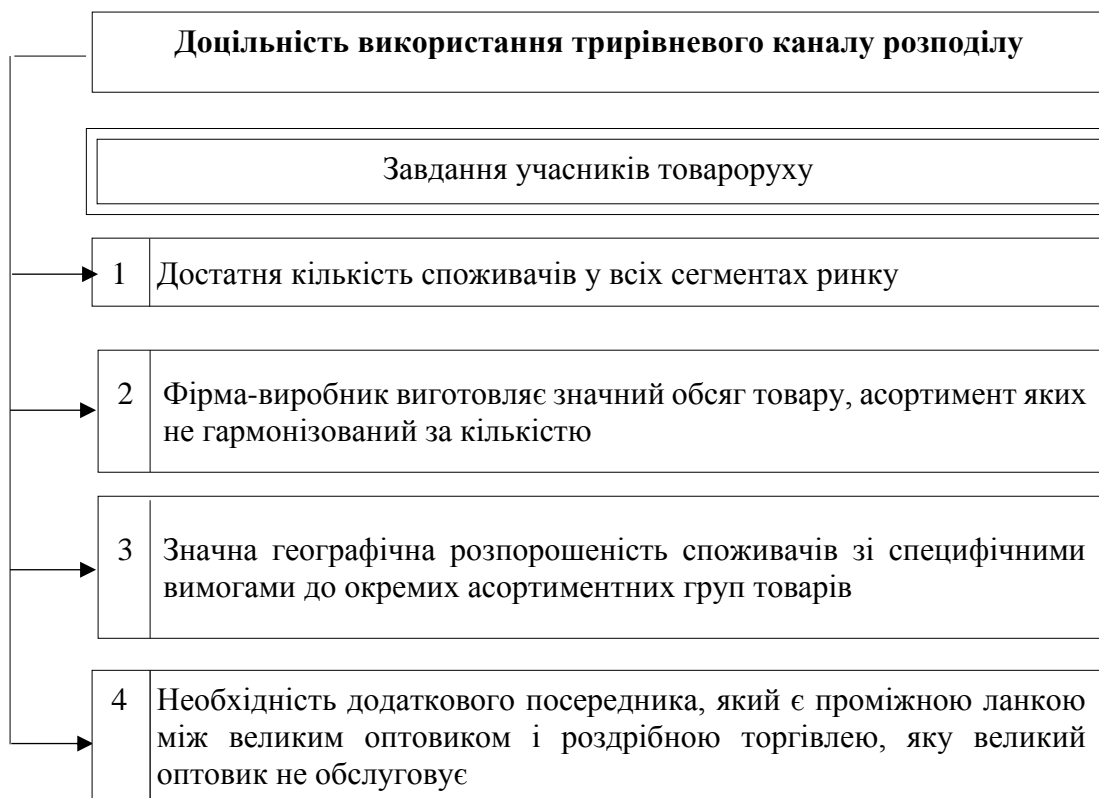 Доцільність використання трирівневого каналу розподілу
Завдання учасників товароруху
1 Достатня кількість споживачів у всіх сегментах ринку
2 Фірма-виробник виготовляє значний обсяг товару, асортимент яких
не гармонізований за кількістю
3 Значна географічна розпорошеність споживачів зі специфічними
вимогами до окремих асортиментних груп товарів
4 Необхідність додаткового посередника, який є проміжною ланкою
між великим оптовиком і роздрібною торгівлею, яку великий
оптовик не обслуговує